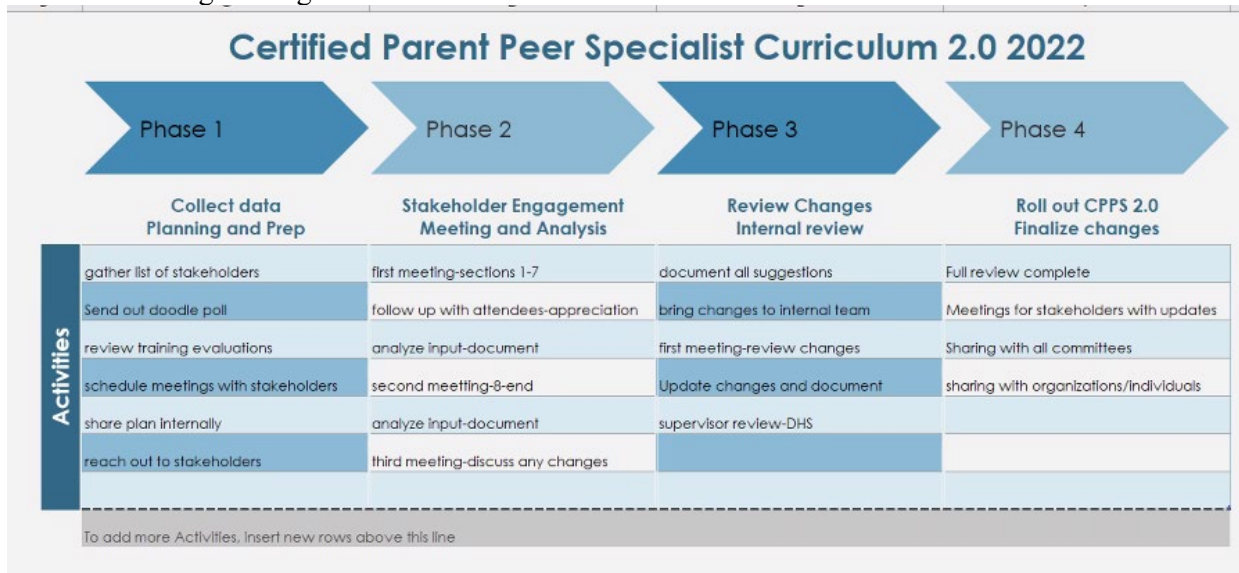 Certified Parent Peer Specialist Curriculum 2.0 2022
Phase 1
Phase 2
Phase 3
Phase 4
Collect data
Planning and Prep
Stakeholder Engagement
Meeting and Analysis
Review Changes
Internal review
Roll out CPPS 2.0
Finalize changes
Activities
gather list of stakeholders
first meeting-sections 1-7
document all suggestions
Full review complete
Send out doodle poll
follow up with attendees-appreciation
bring changes to internal team
Meetings for stakeholders with updates
review training evaluations
analyze input-document
first meeting-review changes
Sharing with all committees
schedule meetings with stakeholders
second meetting-8-end
Update changes and document
sharing with organizations/individuals
share plan internally
analyze input-document
supervisor review-DHS
reach out to stakeholders
third meeting-discuss any changes
To add more Activities, insert new rows above this line